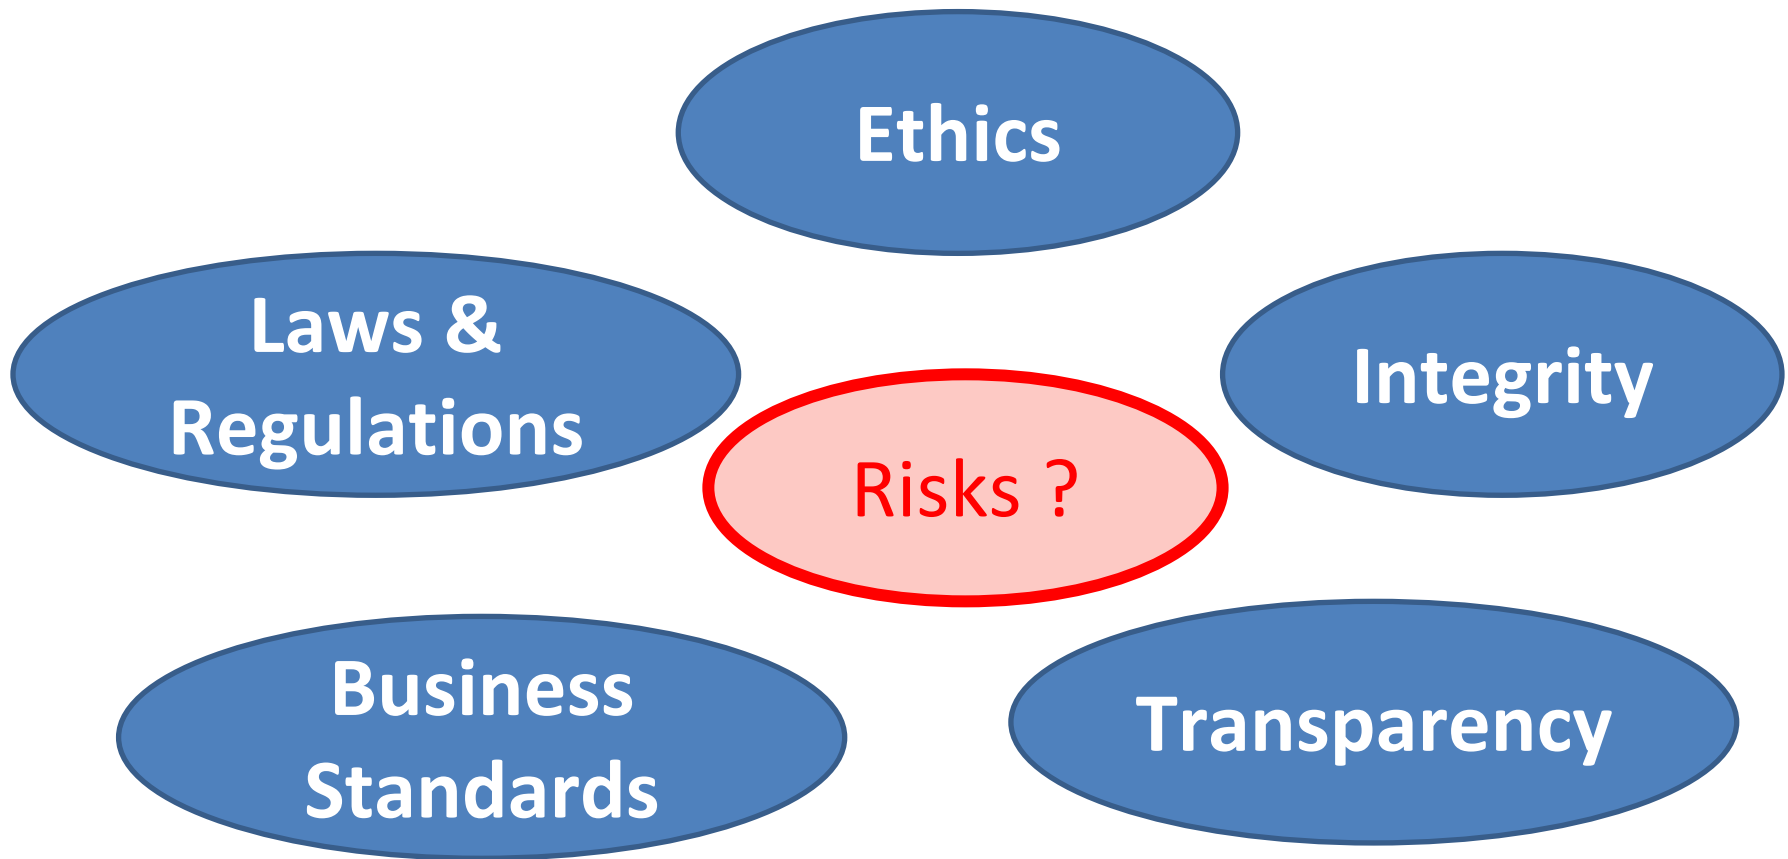 Ethics
Laws &
Regulations
Integrity
Risks ?
Business
Standards
Transparency